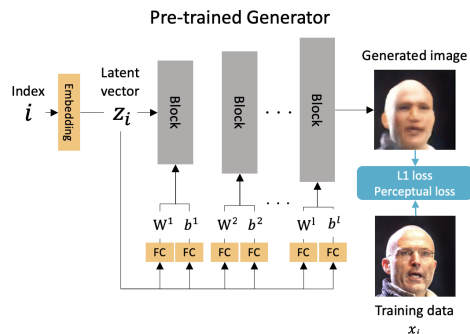 Pre-trained Generator
Generated image
Index
i
Embedding
Latent
vector
z_i
Block
Block
. . .
Block
L1 loss
Perceptual loss
W^1 b^1 W^2 b^2 . . . W^l b^l
FC FC FC FC FC FC
Training data
x_i